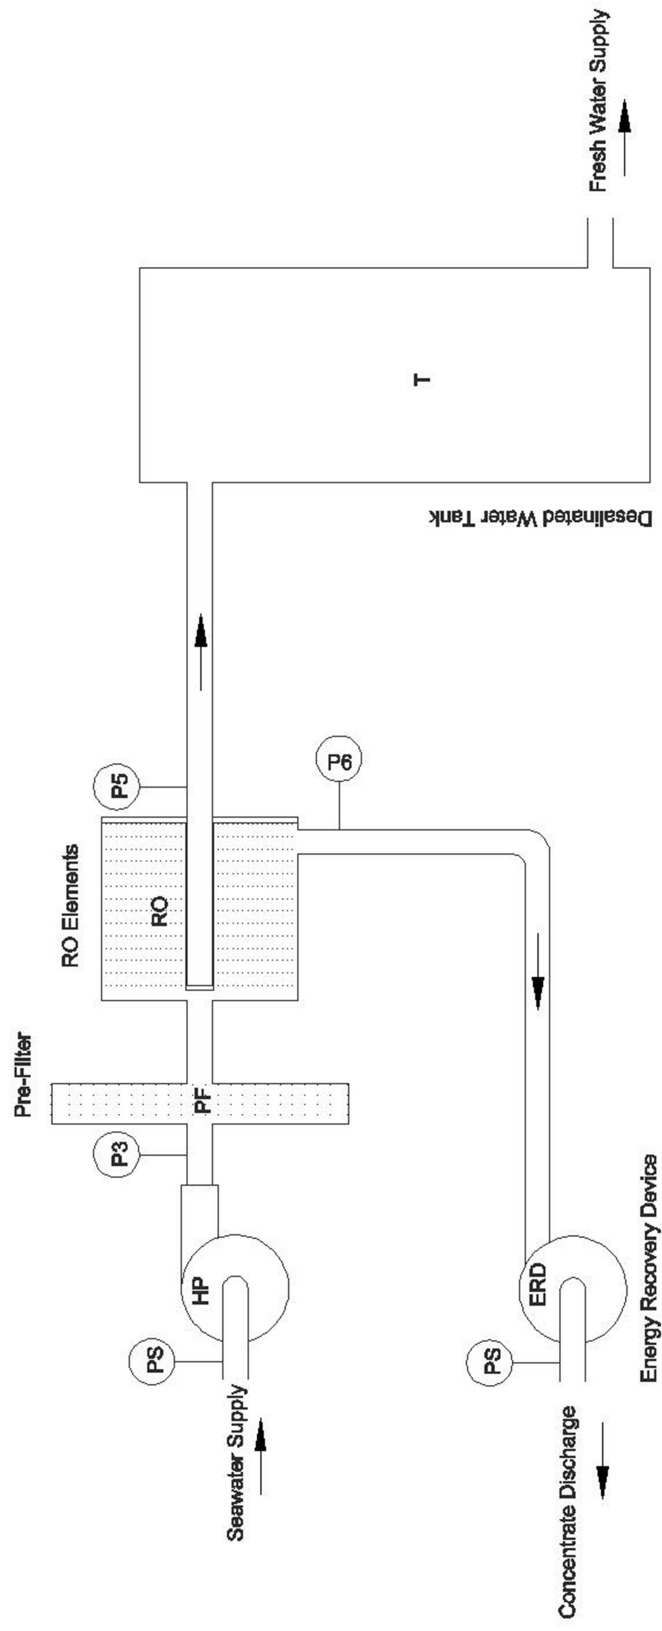 Pre-Filter
RO Elements
P3
P5
PS
HP
PF
RO
P6
T
Seawater Supply
Desalinated Water Tank
Fresh Water Supply
PS
ERD
Concentrate Discharge
Energy Recovery Device